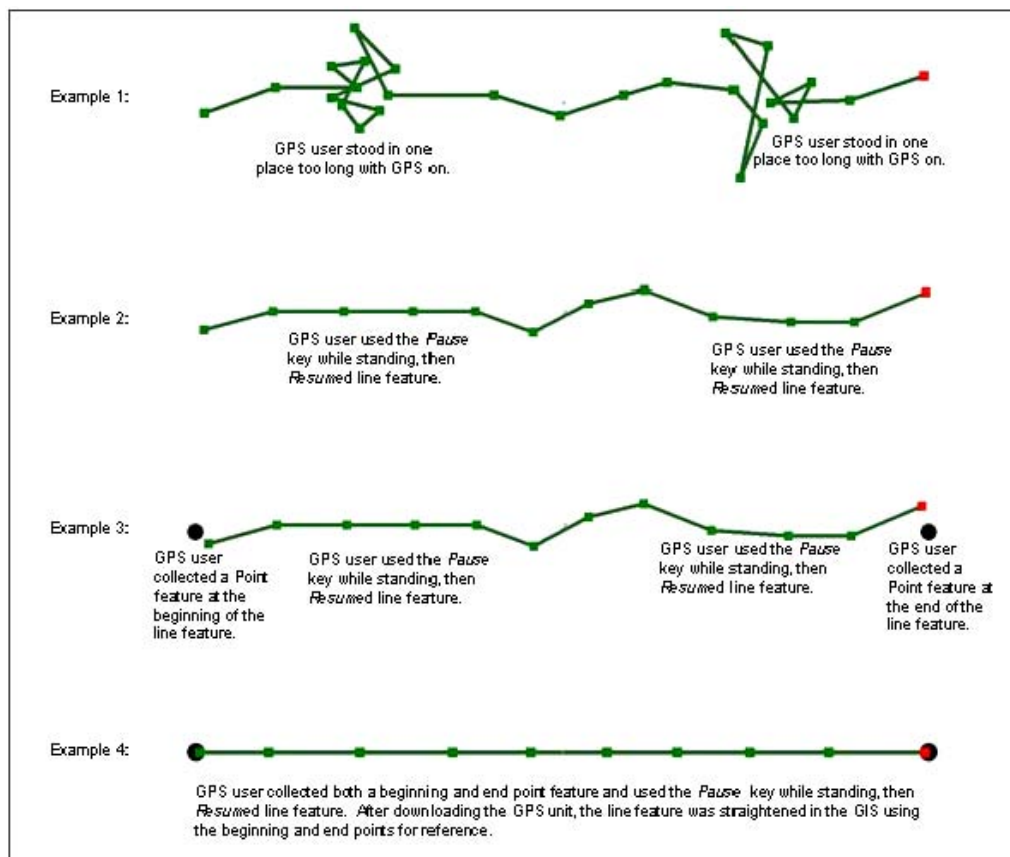 Example 1:
GPS user stood in one
place too long with GPS on.
GPS user stood in one
place too long with GPS on.
Example 2:
GPS user used the Pause
key while standing, then
Resumed line feature.
GPS user used the Pause
key while standing, then
Resumed line feature.
Example 3:
GPS user
collected a Point
feature at the
beginning of the
line feature.
GPS user used the Pause
key while standing, then
Resumed line feature.
GPS user used the Pause
key while standing, then
Resumed line feature.
GPS user
collected a
Point feature at
the end of the
line feature.
Example 4:
GPS user collected both a beginning and end point feature and used the Pause key while standing, then
Resumed line feature. After downloading the GPS unit, the line feature was straightened in the GIS using
the beginning and end points for reference.